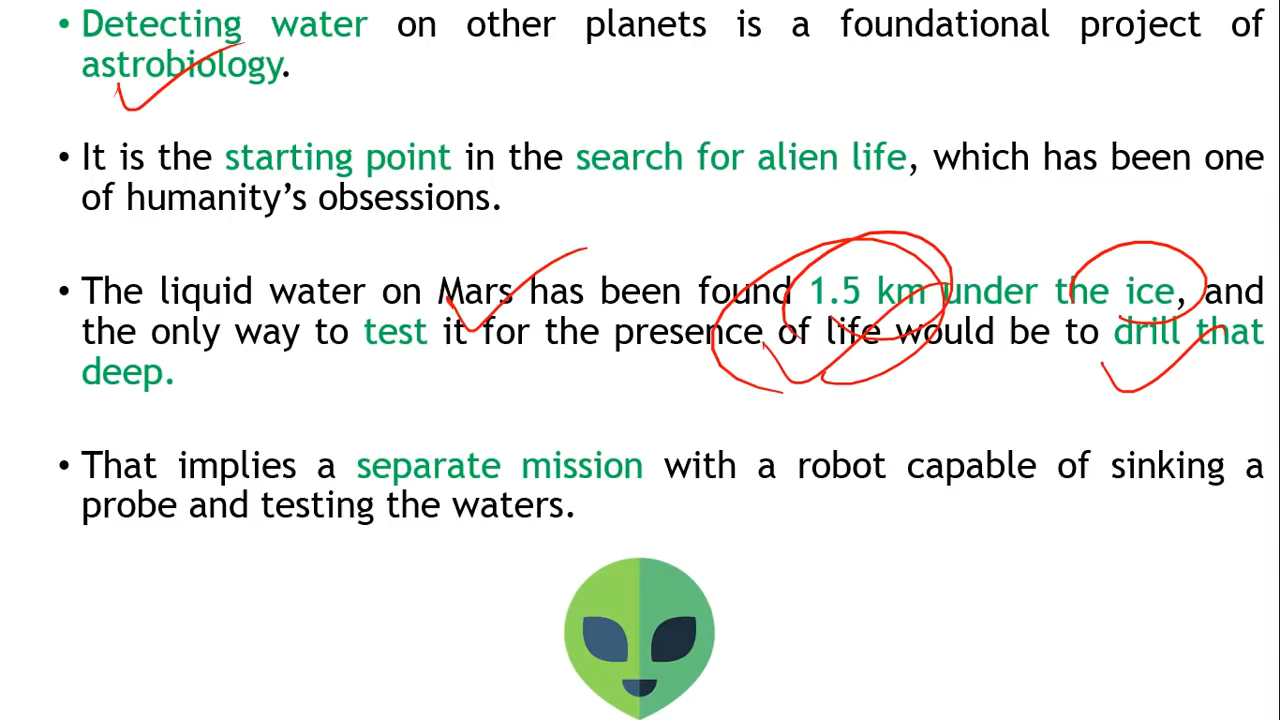 • Detecting water on other planets is a foundational project of
astrobiology.
• It is the starting point in the search for alien life, which has been one
of humanity’s obsessions.
• The liquid water on Mars has been found 1.5 km under the ice, and
the only way to test it for the presence of life would be to drill that
deep.
• That implies a separate mission with a robot capable of sinking a
probe and testing the waters.